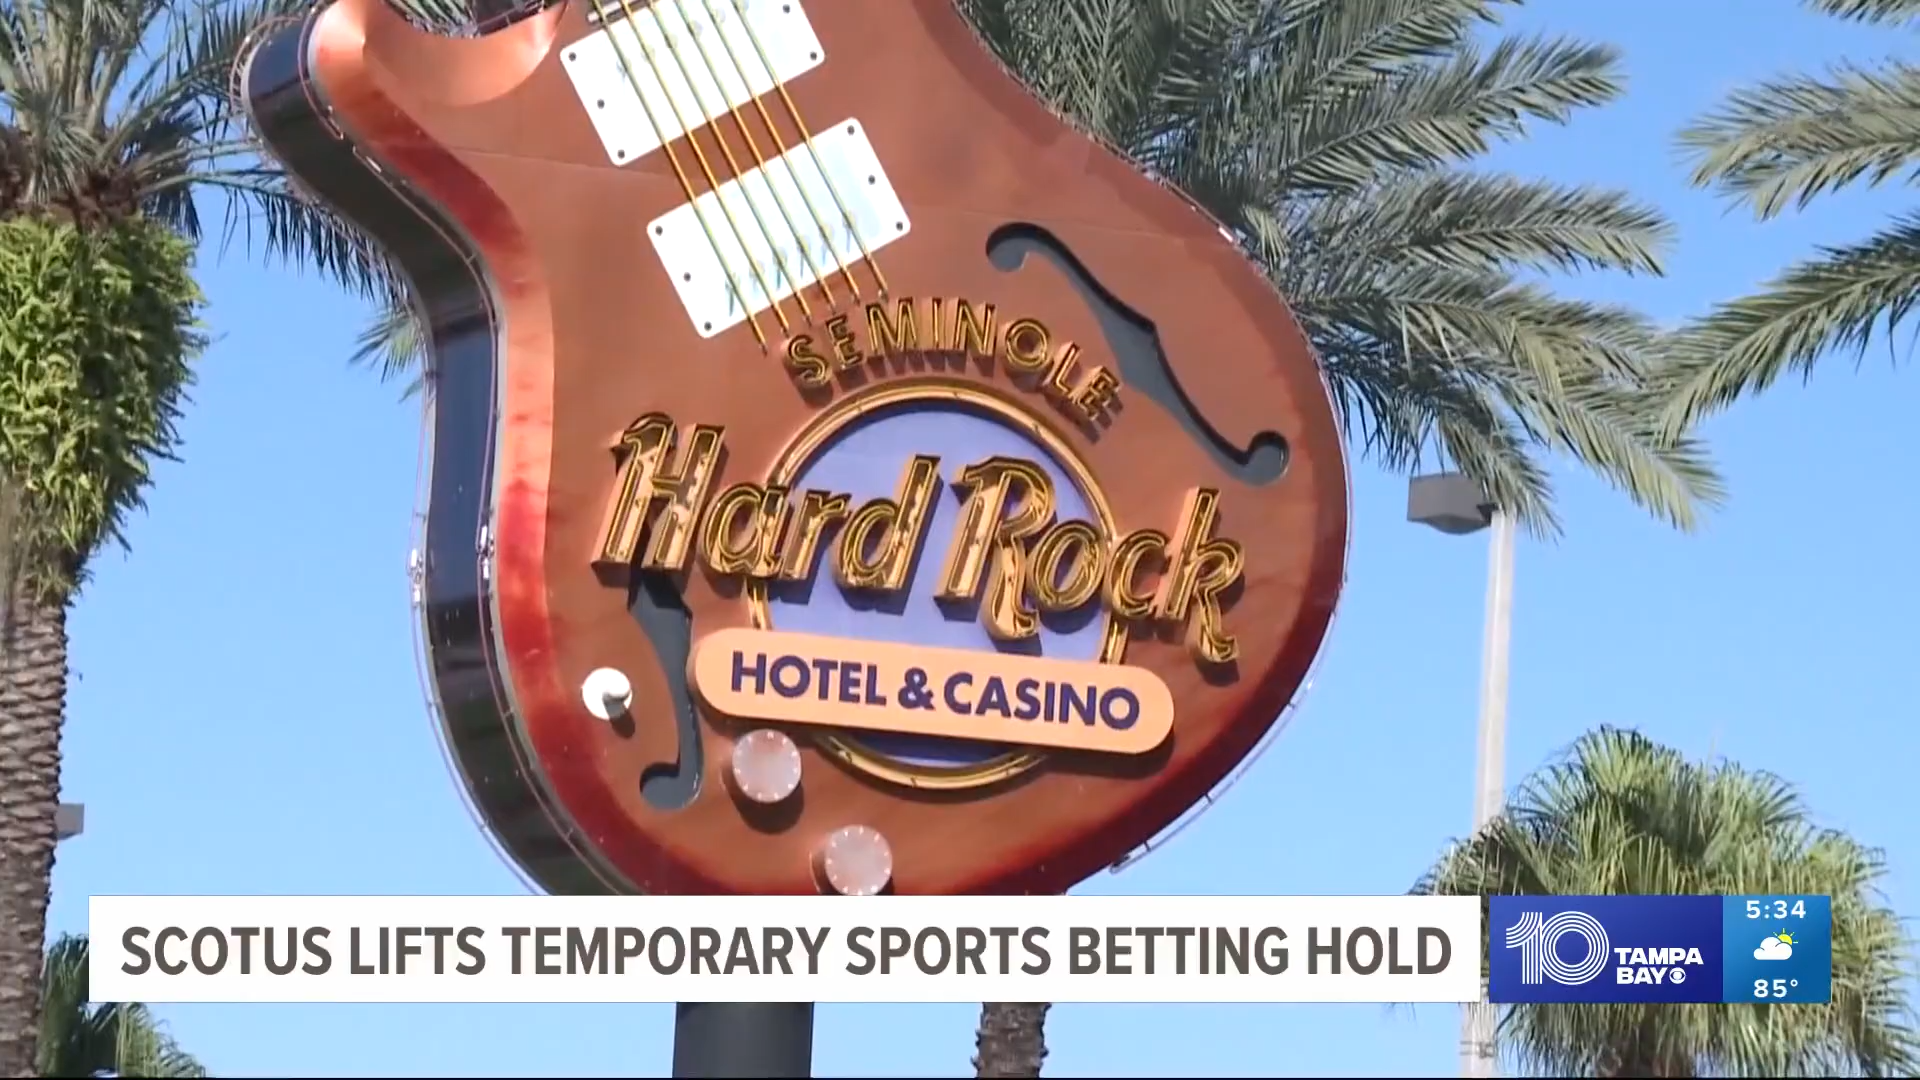 SEMINOLE
Hard Rock
HOTEL & CASINO
SCOTUS LIFTS TEMPORARY SPORTS BETTING HOLD
10 TAMPA
BAY
5:34
85°